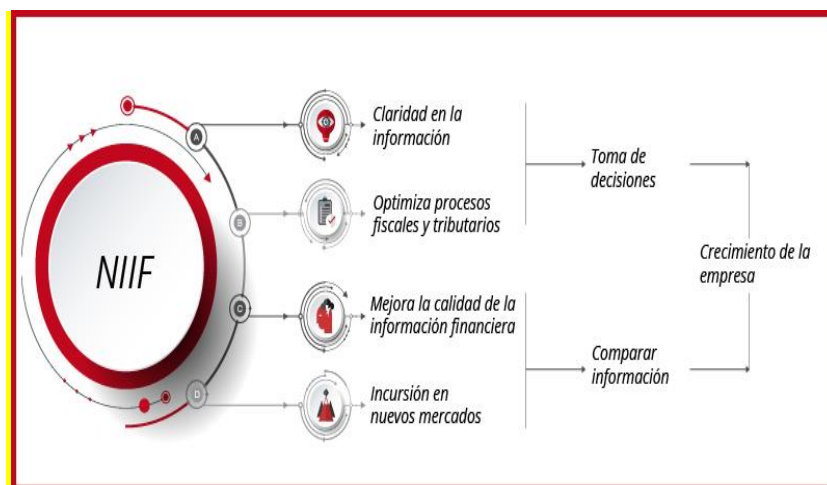 NIIF
A
Claridad en la
información
B
Optimiza procesos
fiscales y tributarios
C
Mejora la calidad de la
información financiera
D
Incursión en
nuevos mercados
Toma de
decisiones
Comparar
información
Crecimiento de la
empresa